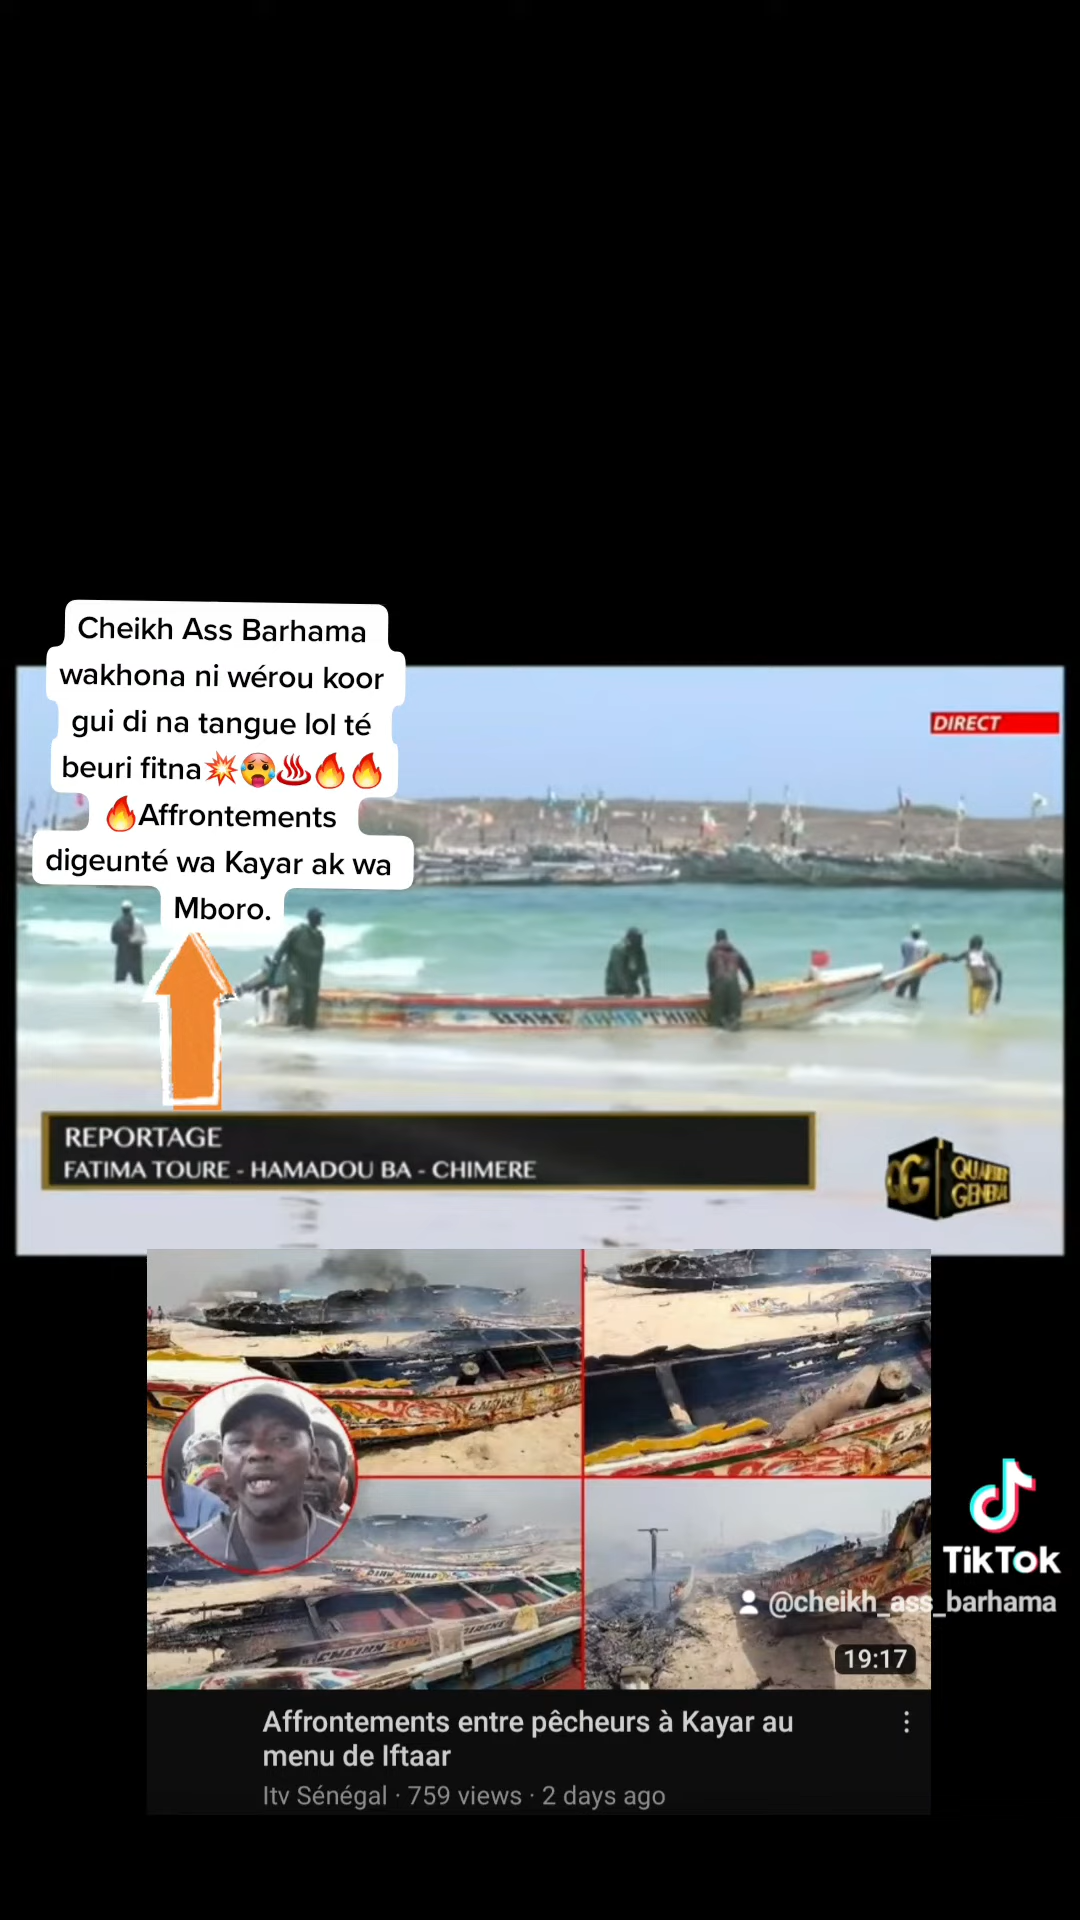 Cheikh Ass Barhama
wakhona ni wérou koor
gui di na tangue lol té
beuri fitna💥🥵♨️🔥🔥
🔥Affrontements
digeunté wa Kayar ak wa
Mboro.
DIRECT
REPORTAGE
FATIMA TOURE - HAMADOU BA - CHIMERE
QG QUARTIER
GENERAL
TikTok
@cheikh_ass_barhama
19:17
Affrontements entre pêcheurs à Kayar au
menu de Iftaar
Itv Sénégal · 759 views · 2 days ago